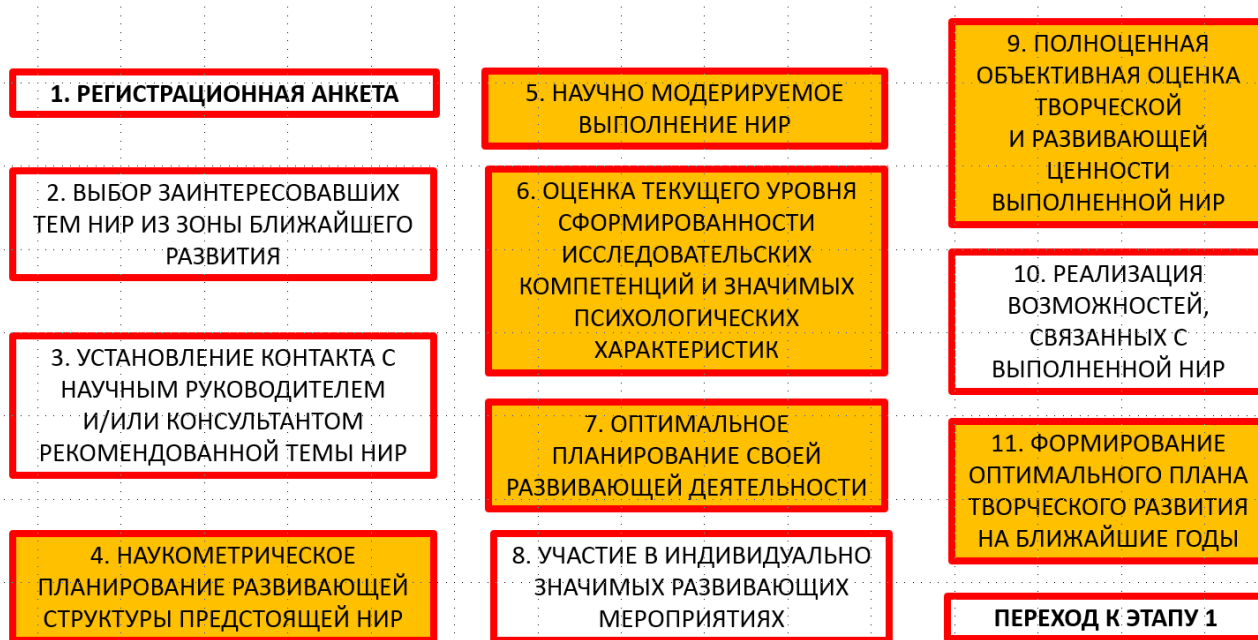 1. РЕГИСТРАЦИОННАЯ АНКЕТА
2. ВЫБОР ЗАИНТЕРЕСОВАВШИХ
ТЕМ НИР ИЗ ЗОНЫ БЛИЖАЙШЕГО
РАЗВИТИЯ
3. УСТАНОВЛЕНИЕ КОНТАКТА С
НАУЧНЫМ РУКОВОДИТЕЛЕМ
И/ИЛИ КОНСУЛЬТАНТОМ
РЕКОМЕНДОВАННОЙ ТЕМЫ НИР
4. НАУКОМЕТРИЧЕСКОЕ
ПЛАНИРОВАНИЕ РАЗВИВАЮЩЕЙ
СТРУКТУРЫ ПРЕДСТОЯЩЕЙ НИР
5. НАУЧНО МОДЕРИРУЕМОЕ
ВЫПОЛНЕНИЕ НИР
6. ОЦЕНКА ТЕКУЩЕГО УРОВНЯ
СФОРМИРОВАННОСТИ
ИССЛЕДОВАТЕЛЬСКИХ
КОМПЕТЕНЦИЙ И ЗНАЧИМЫХ
ПСИХОЛОГИЧЕСКИХ
ХАРАКТЕРИСТИК
7. ОПТИМАЛЬНОЕ
ПЛАНИРОВАНИЕ СВОЕЙ
РАЗВИВАЮЩЕЙ ДЕЯТЕЛЬНОСТИ
8. УЧАСТИЕ В ИНДИВИДУАЛЬНО
ЗНАЧИМЫХ РАЗВИВАЮЩИХ
МЕРОПРИЯТИЯХ
9. ПОЛНОЦЕННАЯ
ОБЪЕКТИВНАЯ ОЦЕНКА
ТВОРЧЕСКОЙ
И РАЗВИВАЮЩЕЙ
ЦЕННОСТИ
ВЫПОЛНЕННОЙ НИР
10. РЕАЛИЗАЦИЯ
ВОЗМОЖНОСТЕЙ,
СВЯЗАННЫХ С
ВЫПОЛНЕННОЙ НИР
11. ФОРМИРОВАНИЕ
ОПТИМАЛЬНОГО ПЛАНА
ТВОРЧЕСКОГО РАЗВИТИЯ
НА БЛИЖАЙШИЕ ГОДЫ
ПЕРЕХОД К ЭТАПУ 1